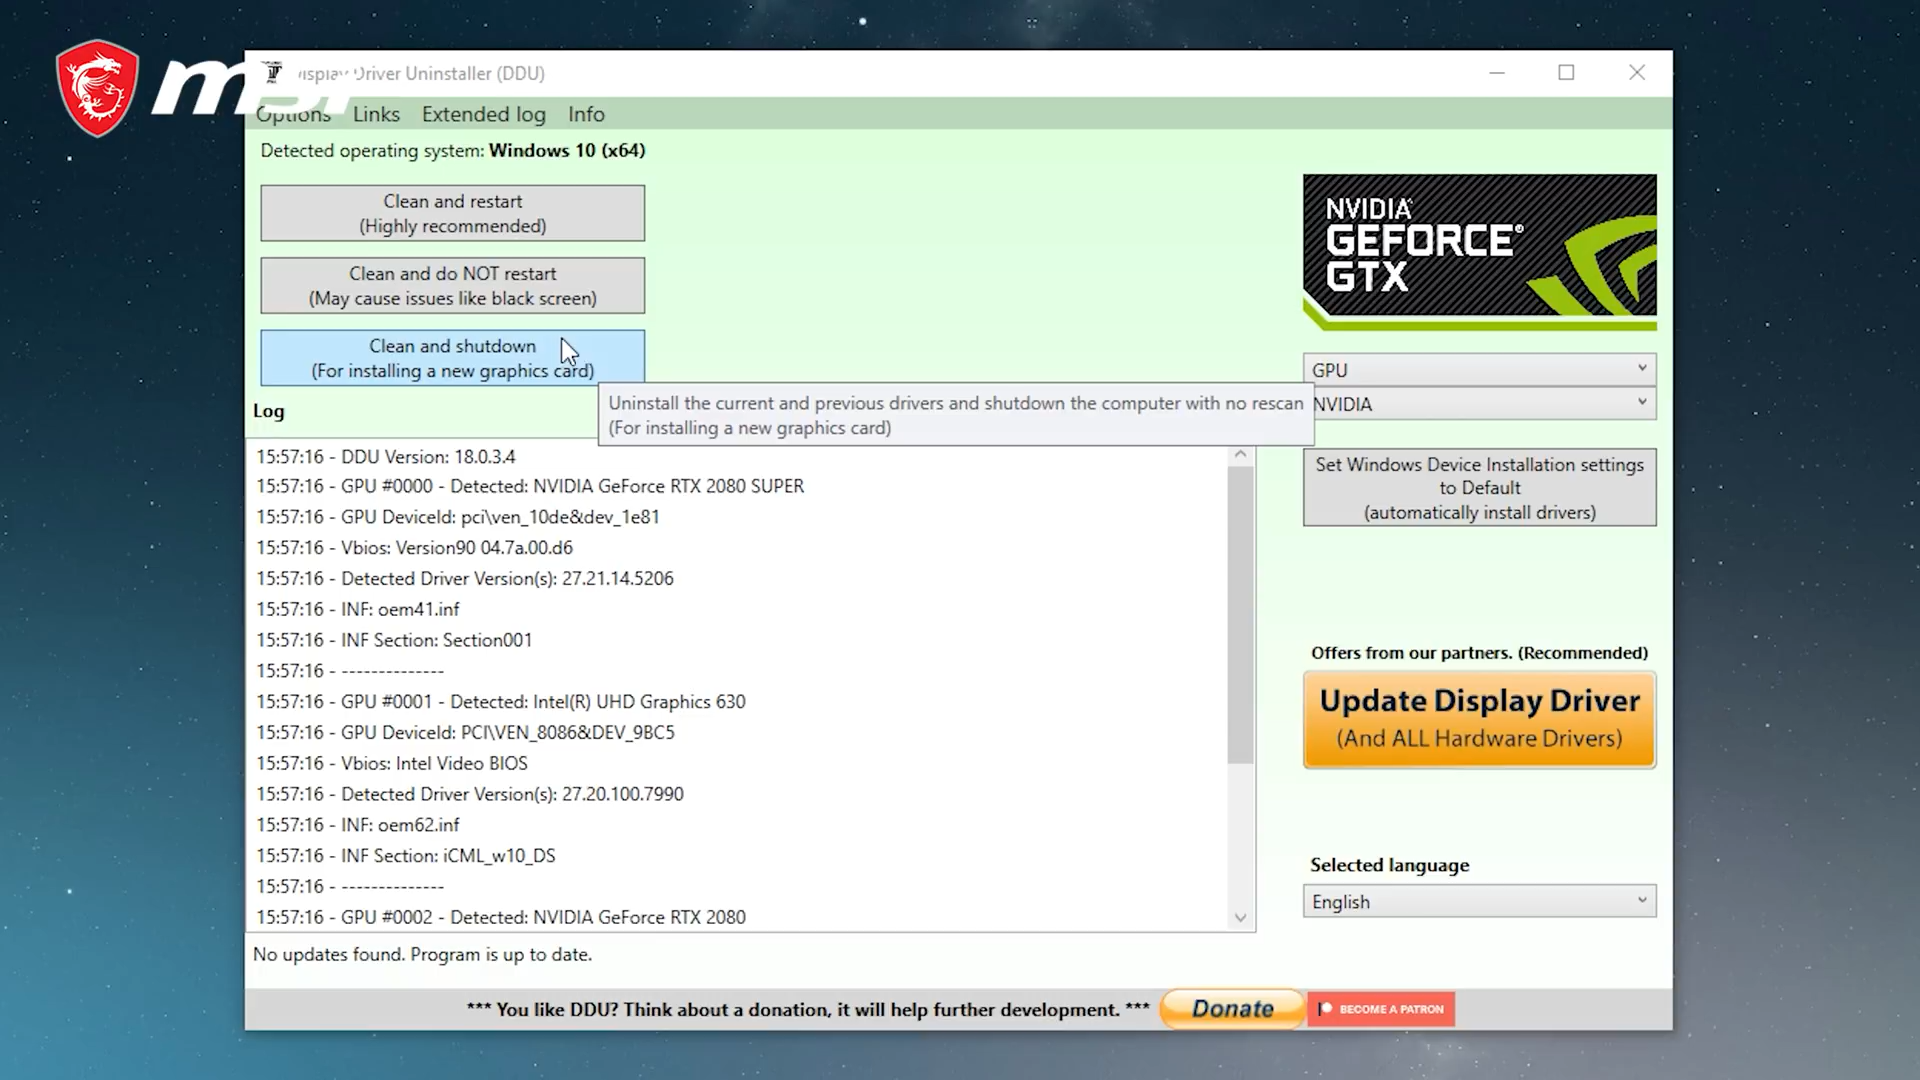 msi
Display Driver Uninstaller (DDU)
Options Links Extended log Info
Detected operating system: Windows 10 (x64)
Clean and restart
(Highly recommended)
Clean and do NOT restart
(May cause issues like black screen)
Clean and shutdown
(For installing a new graphics card)
Uninstall the current and previous drivers and shutdown the computer with no rescan
(For installing a new graphics card)
NVIDIA
GEFORCE®
GTX
GPU
NVIDIA
Set Windows Device Installation settings
to Default
(automatically install drivers)
Offers from our partners. (Recommended)
Update Display Driver
(And ALL Hardware Drivers)
Selected language
English
Log
15:57:16 - DDU Version: 18.0.3.4
15:57:16 - GPU #0000 - Detected: NVIDIA GeForce RTX 2080 SUPER
15:57:16 - GPU DeviceId: pci\ven_10de&dev_1e81
15:57:16 - Vbios: Version90 04.7a.00.d6
15:57:16 - Detected Driver Version(s): 27.21.14.5206
15:57:16 - INF: oem41.inf
15:57:16 - INF Section: Section001
15:57:16 - --------------
15:57:16 - GPU #0001 - Detected: Intel(R) UHD Graphics 630
15:57:16 - GPU DeviceId: PCI\VEN_8086&DEV_9BC5
15:57:16 - Vbios: Intel Video BIOS
15:57:16 - Detected Driver Version(s): 27.20.100.7990
15:57:16 - INF: oem62.inf
15:57:16 - INF Section: iCML_w10_DS
15:57:16 - --------------
15:57:16 - GPU #0002 - Detected: NVIDIA GeForce RTX 2080
No updates found. Program is up to date.
*** You like DDU? Think about a donation, it will help further development. ***
Donate
BECOME A PATRON